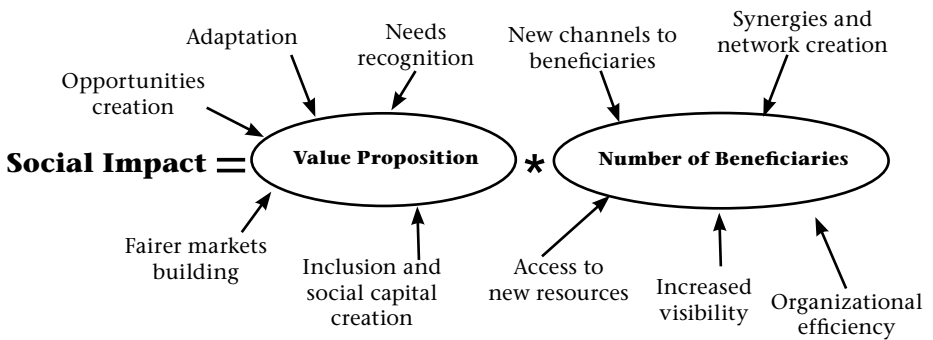 Adaptation
Needs
recognition
Opportunities
creation
New channels to
beneficiaries
Synergies and
network creation
Social Impact = Value Proposition * Number of Beneficiaries
Fairer markets
building
Inclusion and
social capital
creation
Access to
new resources
Increased
visibility
Organizational
efficiency